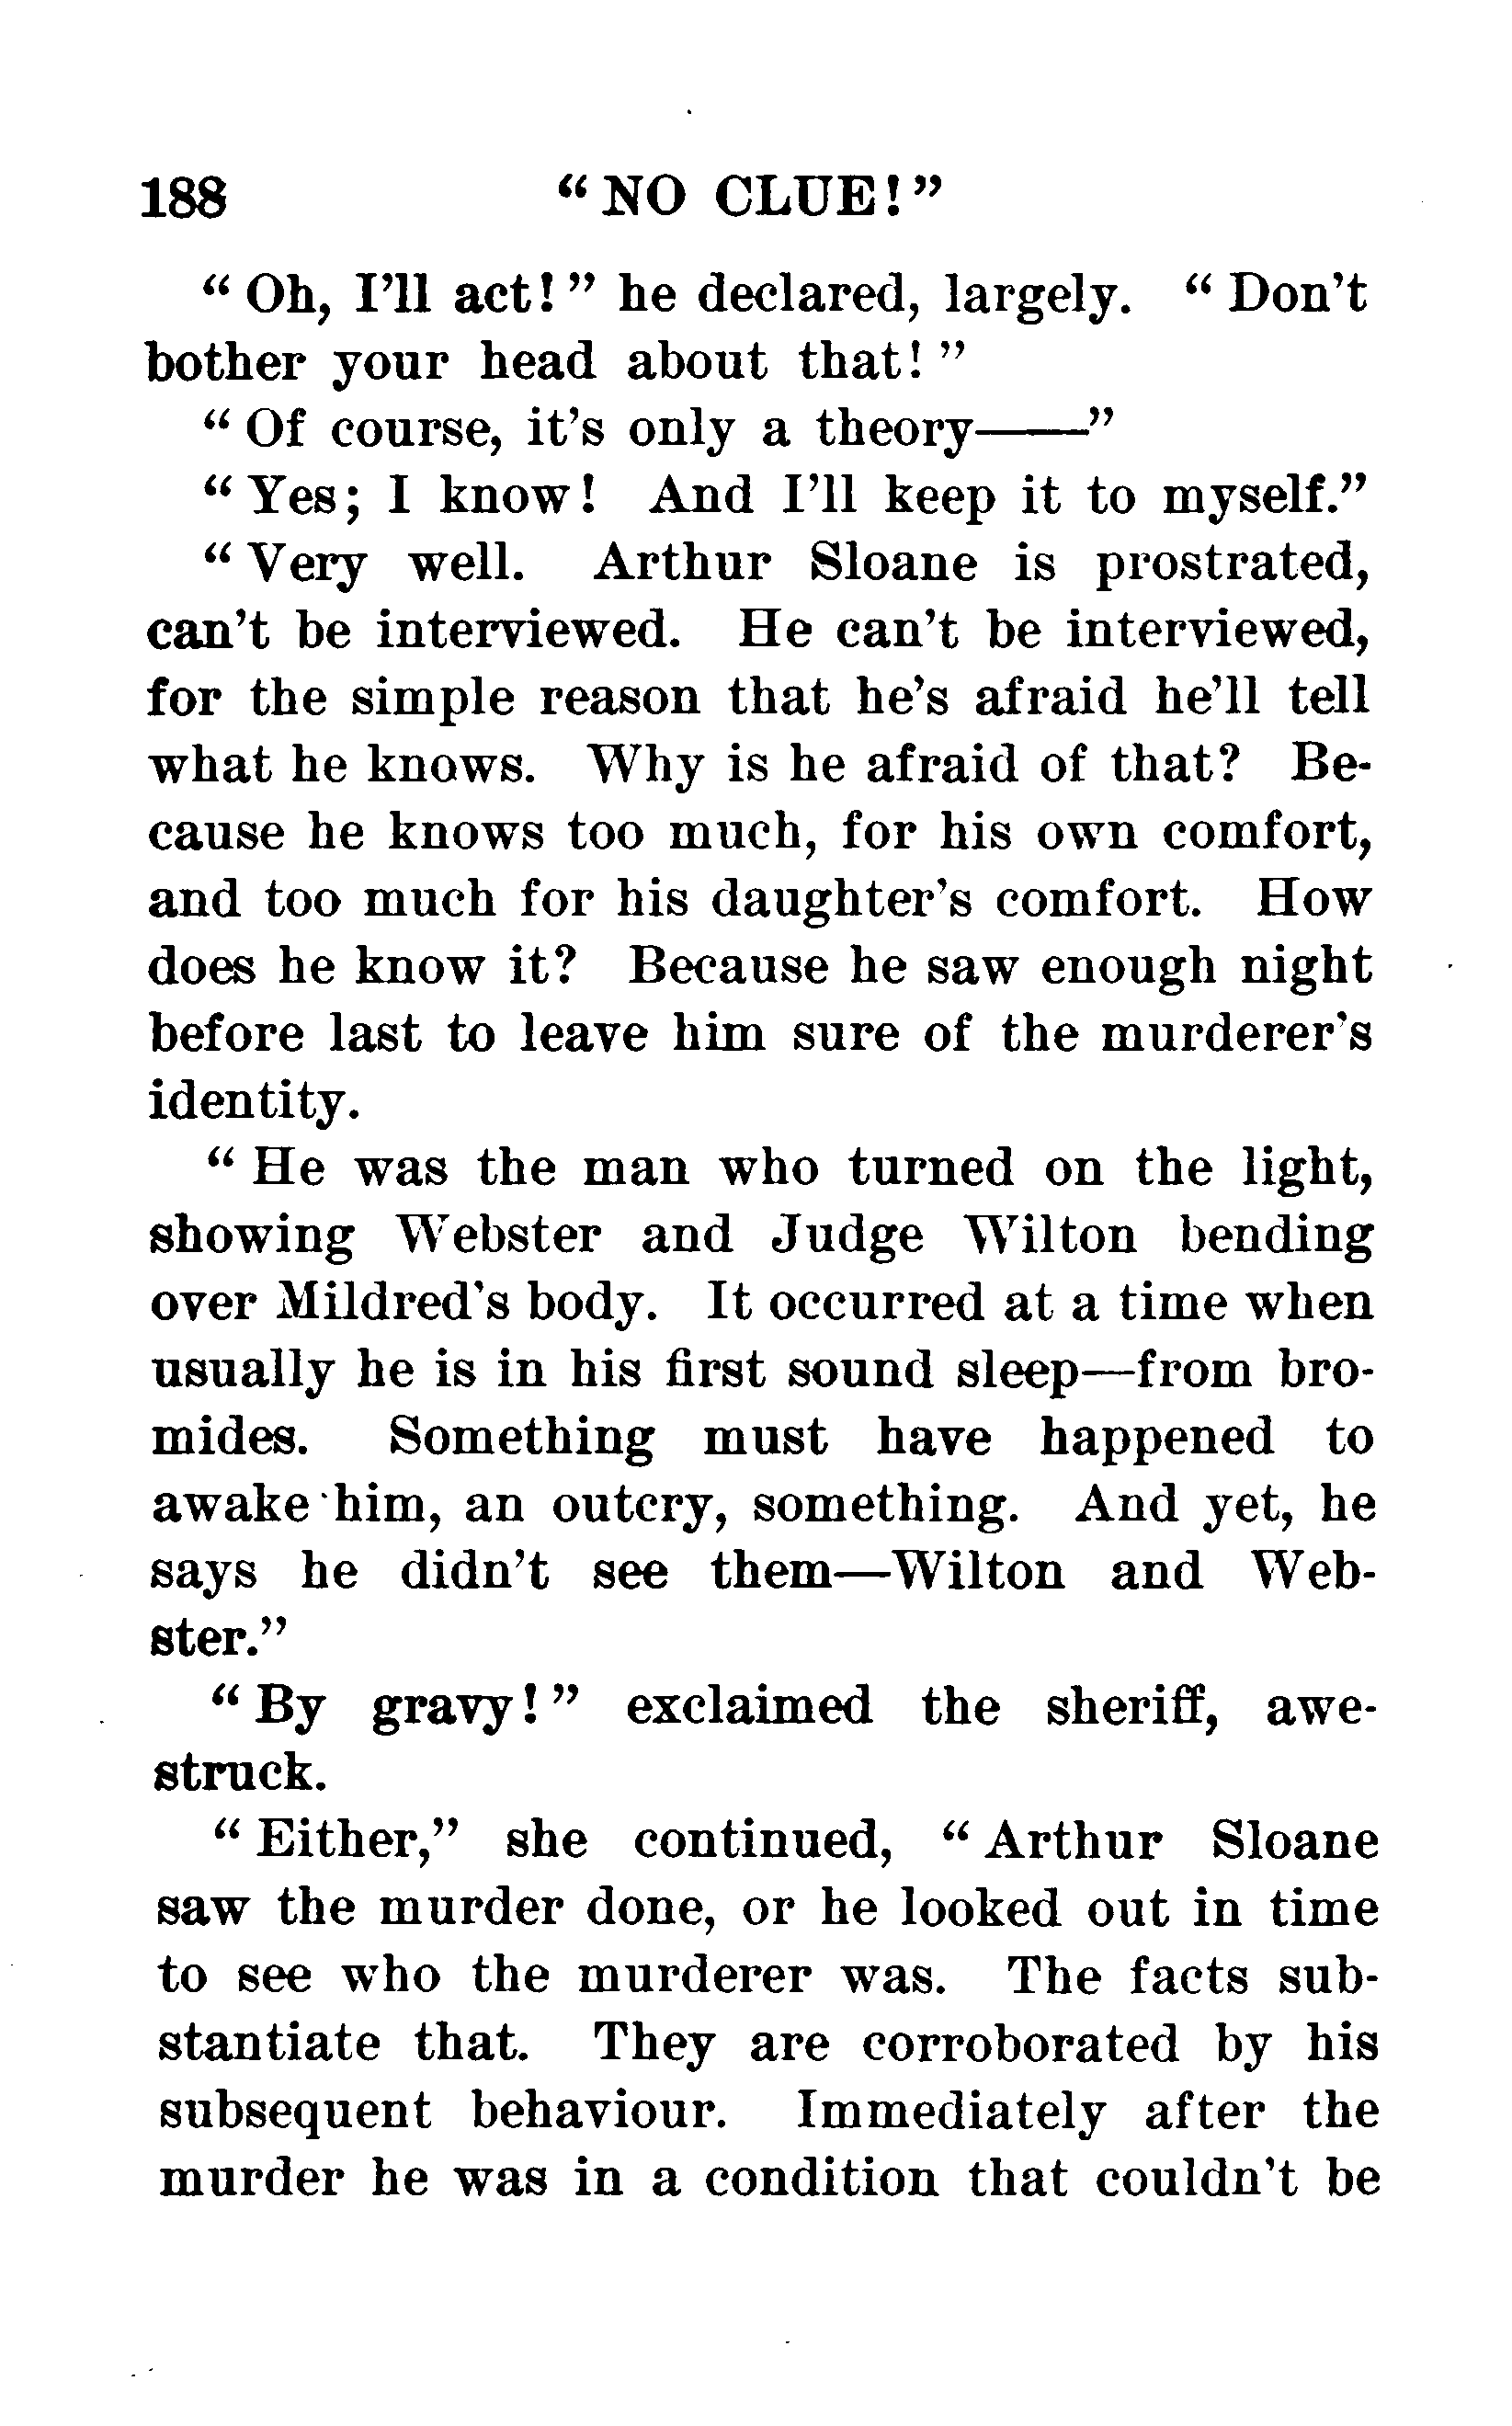 188 “ NO CLUE! ”
“ Oh, I’ll act! ” he declared, largely. “ Don’t
bother your head about that! ”
“ Of course, it’s only a theory——”
“ Yes; I know! And I’ll keep it to myself.”
“ Very well. Arthur Sloane is prostrated,
can’t be interviewed. He can’t be interviewed,
for the simple reason that he’s afraid he’ll tell
what he knows. Why is he afraid of that? Be-
cause he knows too much, for his own comfort,
and too much for his daughter’s comfort. How
does he know it? Because he saw enough night
before last to leave him sure of the murderer’s
identity.
“ He was the man who turned on the light,
showing Webster and Judge Wilton bending
over Mildred’s body. It occurred at a time when
usually he is in his first sound sleep—from bro-
mides. Something must have happened to
awake him, an outcry, something. And yet, he
says he didn’t see them—Wilton and Web-
ster.”
“ By gravy! ” exclaimed the sheriff, awe-
struck.
“ Either,” she continued, “ Arthur Sloane
saw the murder done, or he looked out in time
to see who the murderer was. The facts sub-
stantiate that. They are corroborated by his
subsequent behaviour. Immediately after the
murder he was in a condition that couldn’t be